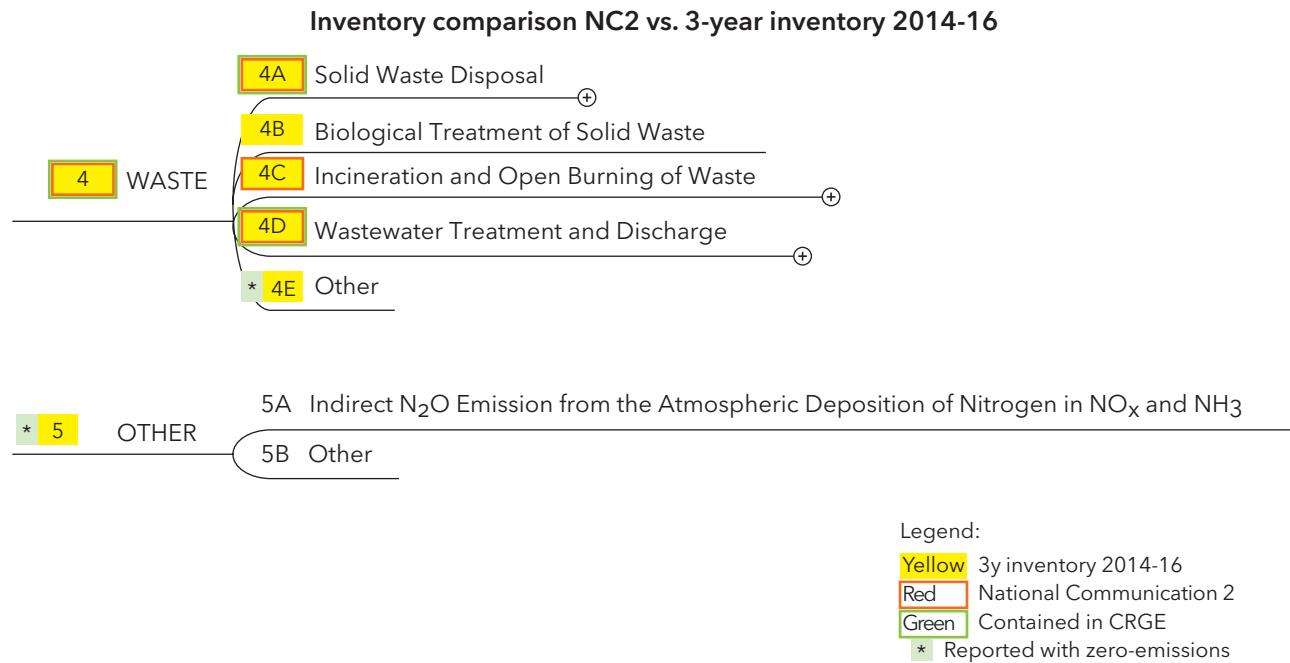 Inventory comparison NC2 vs. 3-year inventory 2014-16
4A Solid Waste Disposal
4B Biological Treatment of Solid Waste
4 WASTE
4C Incineration and Open Burning of Waste
4D Wastewater Treatment and Discharge
* 4E Other
5A Indirect N2O Emission from the Atmospheric Deposition of Nitrogen in NOx and NH3
* 5 OTHER
5B Other
Legend:
Yellow 3y inventory 2014-16
Red National Communication 2
Green Contained in CRGE
* Reported with zero-emissions